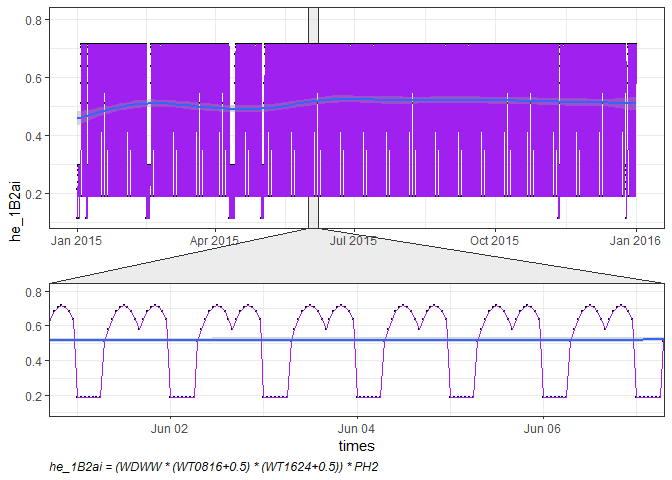 he_1B2ai
0.8
0.6
0.4
0.2
Jan 2015
Apr 2015
Jul 2015
Oct 2015
Jan 2016
0.8
0.6
0.4
0.2
Jun 02
Jun 04
Jun 06
times
he_1B2ai = (WDWW * (WT0816+0.5) * (WT1624+0.5)) * PH2